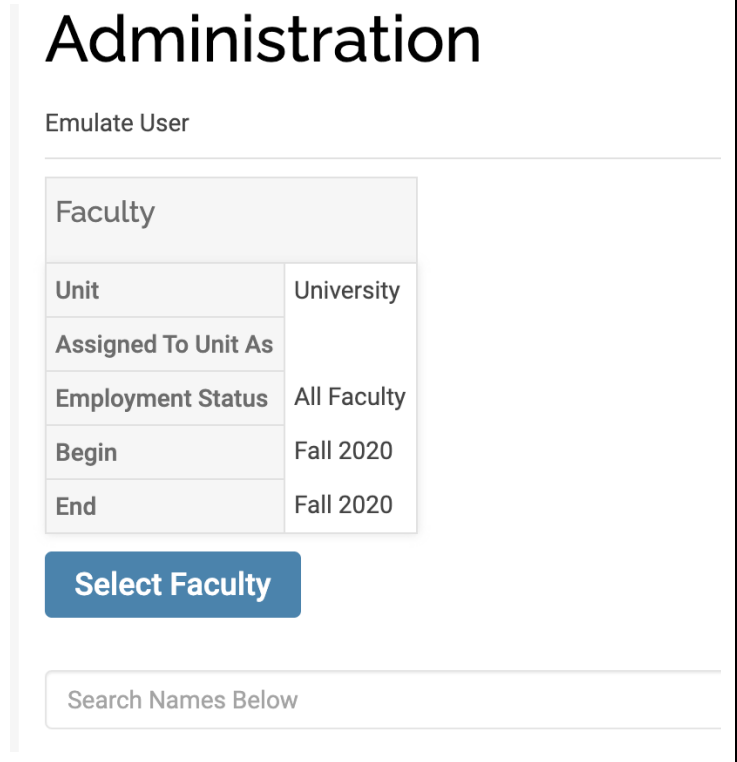 Administration
Emulate User
Faculty
Unit University
Assigned To Unit As
Employment Status All Faculty
Begin Fall 2020
End Fall 2020
Select Faculty
Search Names Below